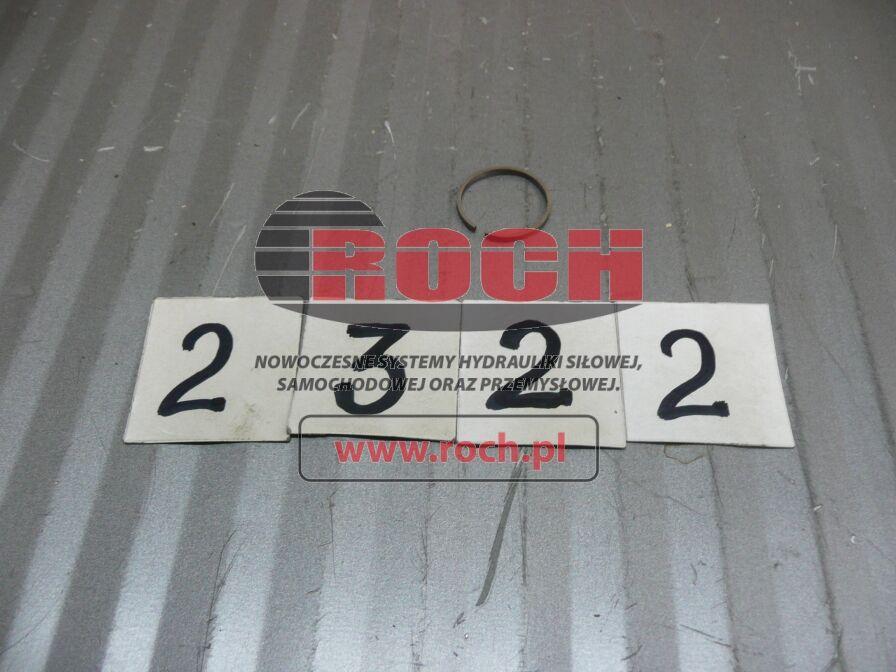 ROCH
2 3 2 2
NOWOCZESNE SYSTEMY HYDRAULIKI SIŁOWEJ,
SAMOCHODOWEJ ORAZ PRZEMYSŁOWEJ.
www.roch.pl